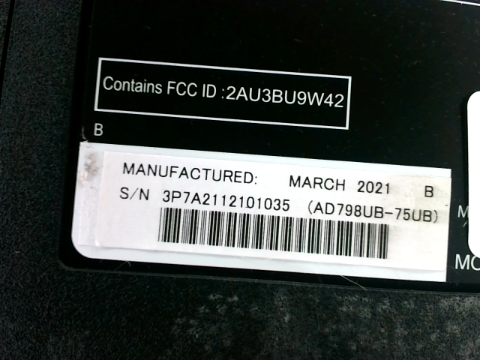 Contains FCC ID :2AU3BU9W42
B
MANUFACTURED: MARCH 2021 B
S/N 3P7A2112101035 (AD798UB-75UB)